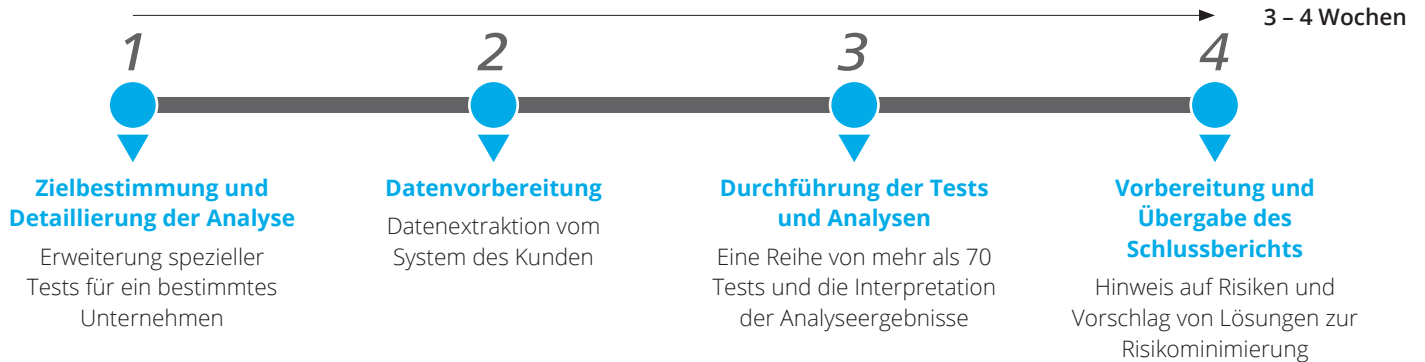 3 – 4 Wochen
1
2
3
4
Zielbestimmung und
Detaillierung der Analyse
Erweiterung spezieller
Tests für ein bestimmtes
Unternehmen
Datenvorbereitung
Datenextraktion vom
System des Kunden
Durchführung der Tests
und Analysen
Eine Reihe von mehr als 70
Tests und die Interpretation
der Analyseergebnisse
Vorbereitung und
Übergabe des
Schlussberichts
Hinweis auf Risiken und
Vorschlag von Lösungen zur
Risikominimierung